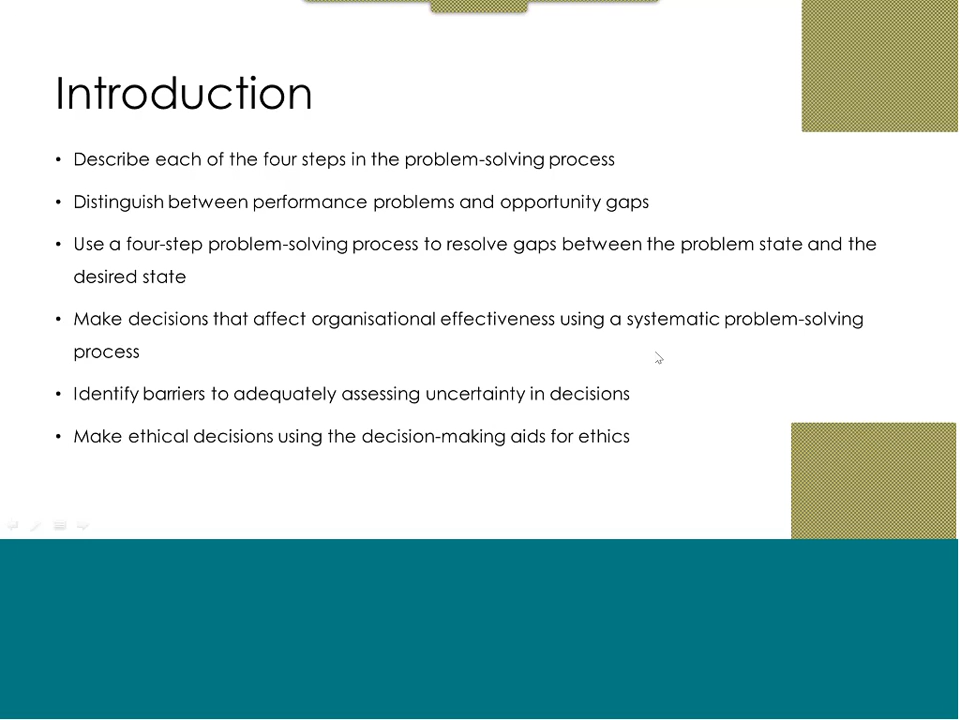 Introduction
• Describe each of the four steps in the problem-solving process
• Distinguish between performance problems and opportunity gaps
• Use a four-step problem-solving process to resolve gaps between the problem state and the
desired state
• Make decisions that affect organisational effectiveness using a systematic problem-solving
process
• Identify barriers to adequately assessing uncertainty in decisions
• Make ethical decisions using the decision-making aids for ethics